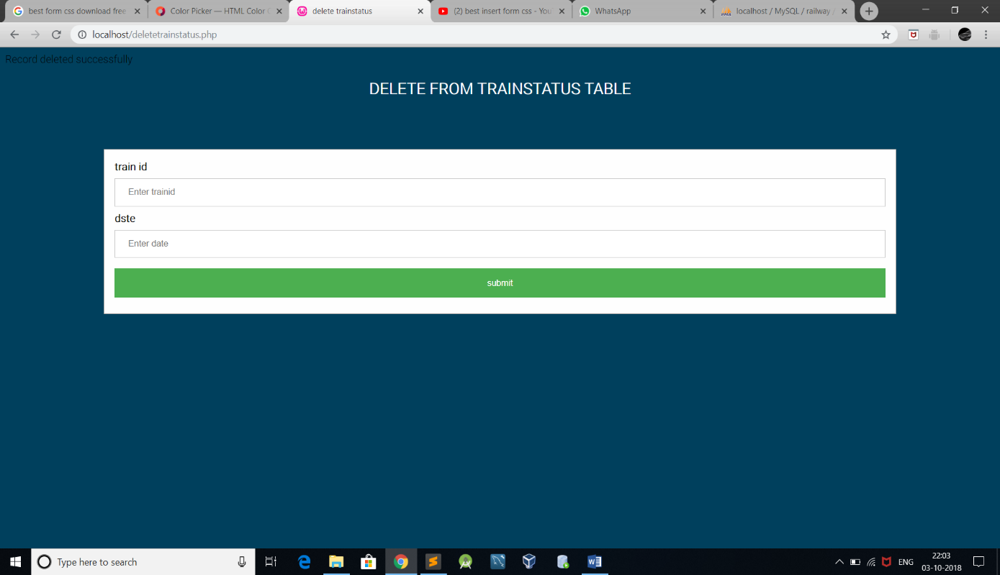 best form css download free
Color Picker — HTML Color C
delete trainstatus
(2) best insert form css - You
WhatsApp
localhost / MySQL / railway /
localhost/deletetrainstatus.php
Record deleted successfully
DELETE FROM TRAINSTATUS TABLE
train id
Enter trainid
dste
Enter date
submit
Type here to search
ENG
22:03
03-10-2018